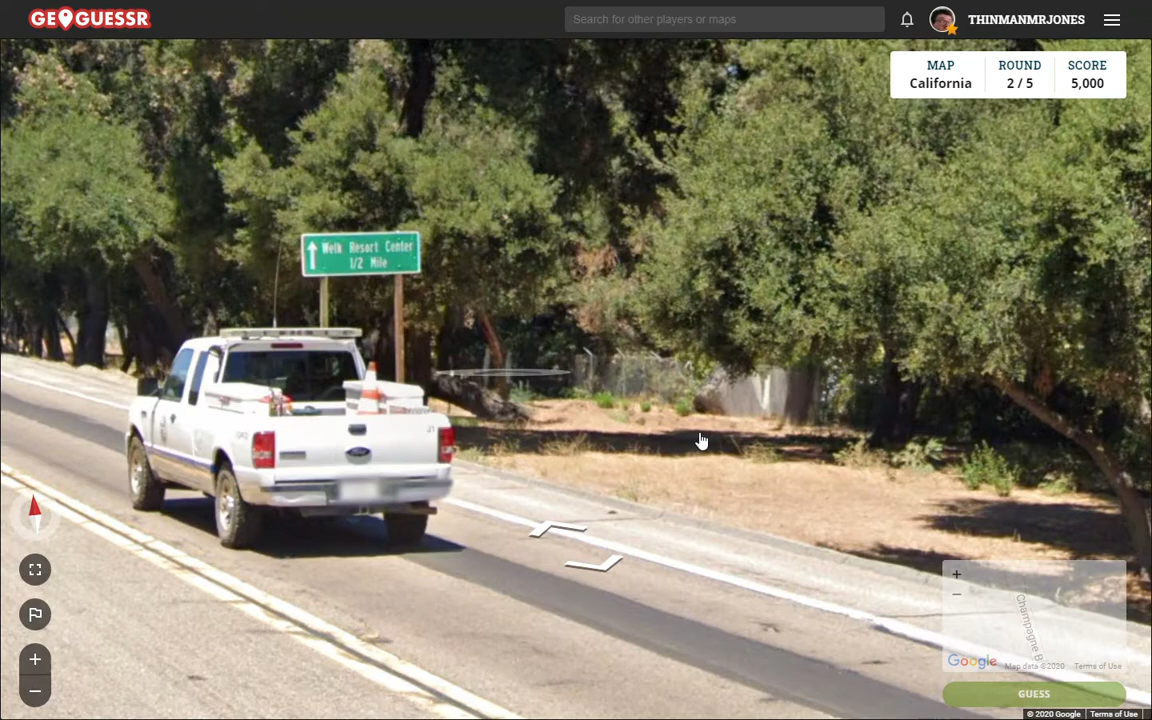 GEOGUESSR
Search for other players or maps
THINMANMRJONES
MAP
ROUND
SCORE
California
2 / 5
5,000
Welk Resort Center
1/2 Mile
Ford
Champagne B
Google
Map data ©2020
Terms of Use
GUESS
© 2020 Google
Terms of Use